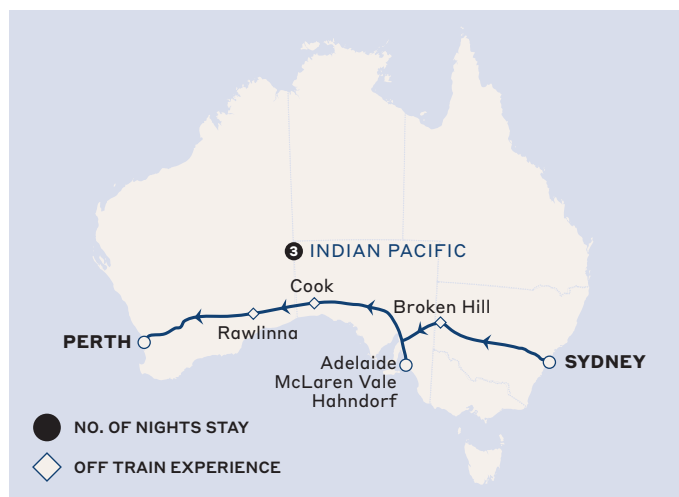 3 INDIAN PACIFIC
Cook
Broken Hill
Rawlinna
PERTH
Adelaide
McLaren Vale
Hahndorf
SYDNEY
NO. OF NIGHTS STAY
OFF TRAIN EXPERIENCE